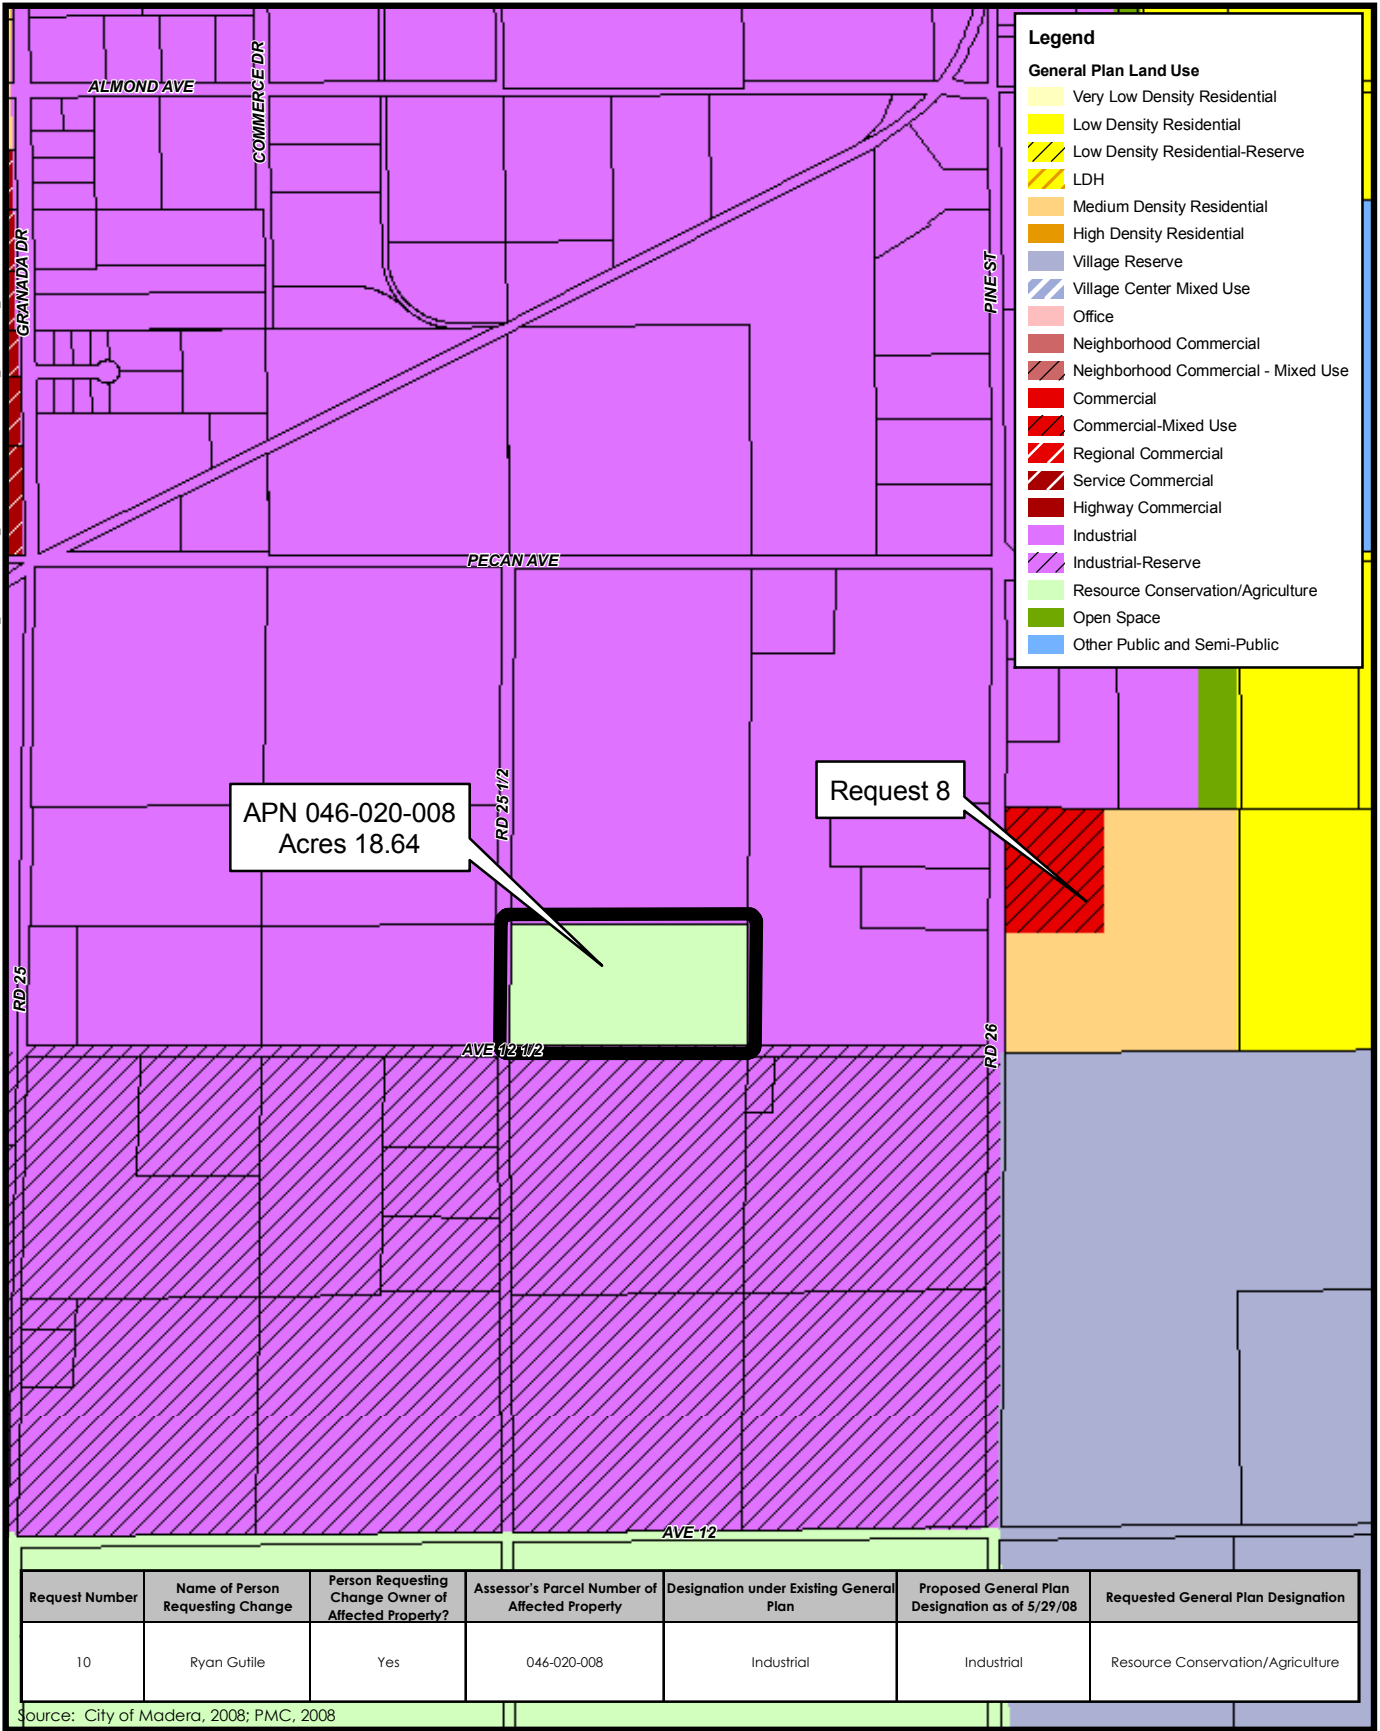 Legend
General Plan Land Use
Very Low Density Residential
Low Density Residential
Low Density Residential-Reserve
LDH
Medium Density Residential
High Density Residential
Village Reserve
Village Center Mixed Use
Office
Neighborhood Commercial
Neighborhood Commercial - Mixed Use
Commercial
Commercial-Mixed Use
Regional Commercial
Service Commercial
Highway Commercial
Industrial
Industrial-Reserve
Resource Conservation/Agriculture
Open Space
Other Public and Semi-Public
ALMOND AVE
COMMERCE DR
GRANADA DR
PINE ST
PECAN AVE
RD 25 1/2
APN 046-020-008
Acres 18.64
Request 8
RD 25
RD 26
AVE 12 1/2
AVE 12
Request Number
Name of Person
Requesting Change
Person Requesting
Change Owner of
Affected Property?
Assessor's Parcel Number of
Affected Property
Designation under Existing General
Plan
Proposed General Plan
Designation as of 5/29/08
Requested General Plan Designation
10
Ryan Gutile
Yes
046-020-008
Industrial
Industrial
Resource Conservation/Agriculture
Source: City of Madera, 2008; PMC, 2008